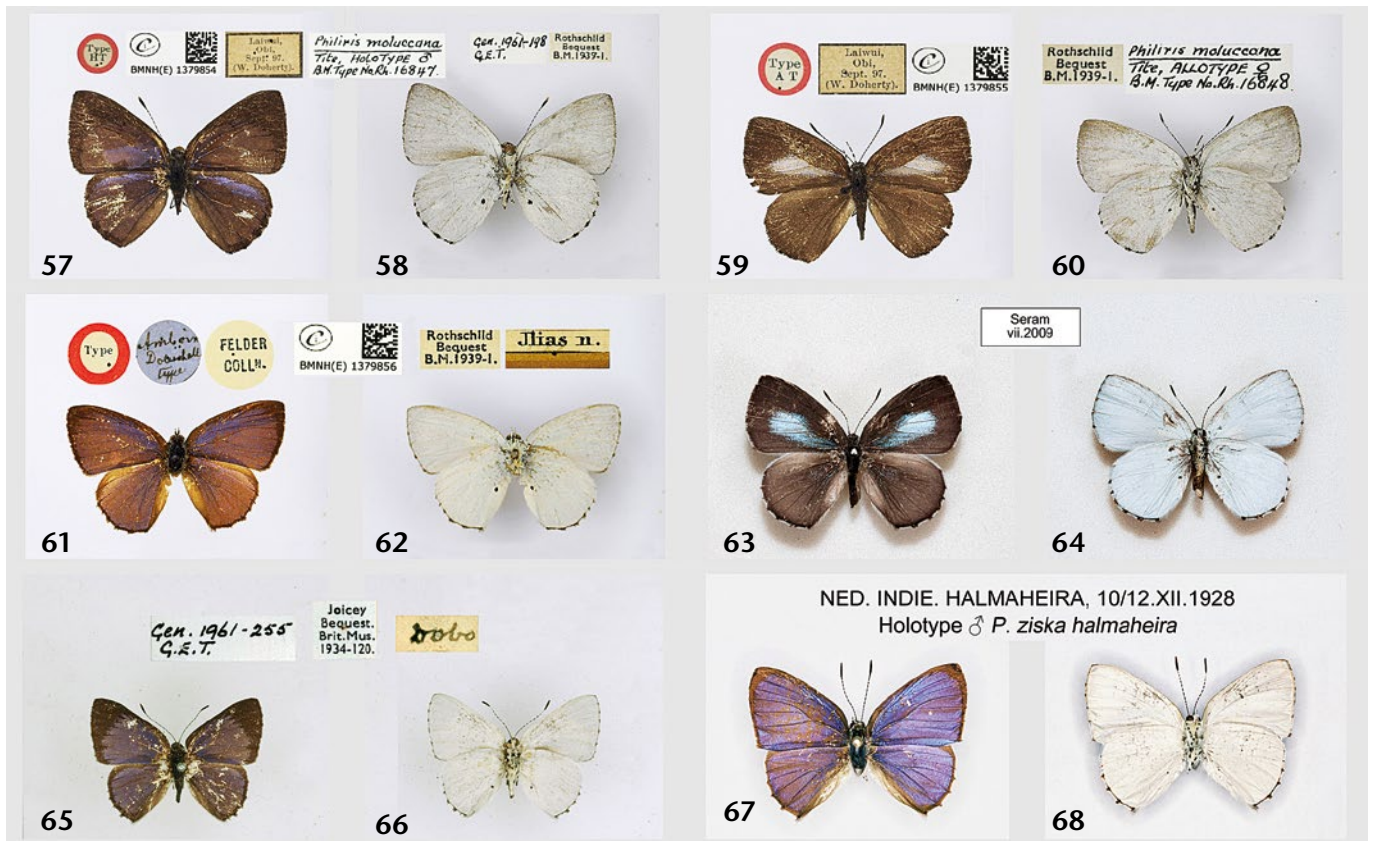 Type
HT
BMNH(E) 1379854
Laiwui,
Obi,
Sept. 97.
(W. Doherty).
Philiris moluccana
Tite, HOLOTYPE ♂
B.M. Type No. Rh. 16847.
Gen. 1961-198
G.E.T.
Rothschild
Bequest
B.M.1939-1.
57
58
Type
A T
Laiwui,
Obi,
Sept. 97.
(W. Doherty).
BMNH(E) 1379855
Rothschild
Bequest
B.M.1939-1.
Philiris moluccana
Tite, ALLOTYPE ♀
B.M. Type No. Rh. 16848.
59
60
Type
type
FELDER
COLLN.
BMNH(E) 1379856
Rothschild
Bequest
B.M.1939-1.
Ilias n.
61
62
Seram
vii.2009
63
64
Gen. 1961-255
G.E.T.
Joicey
Bequest.
Brit.Mus.
1934-120.
Dobo
65
66
NED. INDIE. HALMAHEIRA, 10/12.XII.1928
Holotype ♂ P. ziska halmaheira
67
68